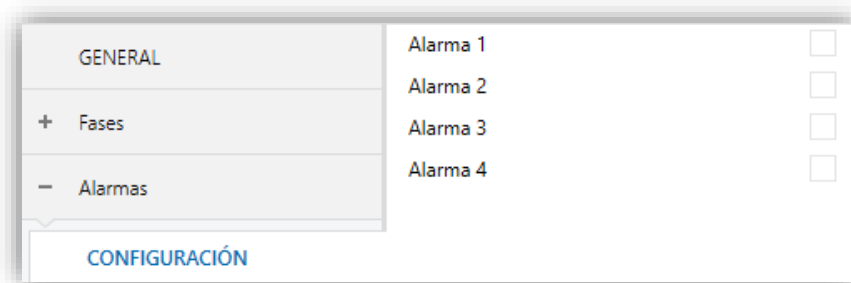 GENERAL
+ Fases
− Alarmas
CONFIGURACIÓN
Alarma 1
Alarma 2
Alarma 3
Alarma 4